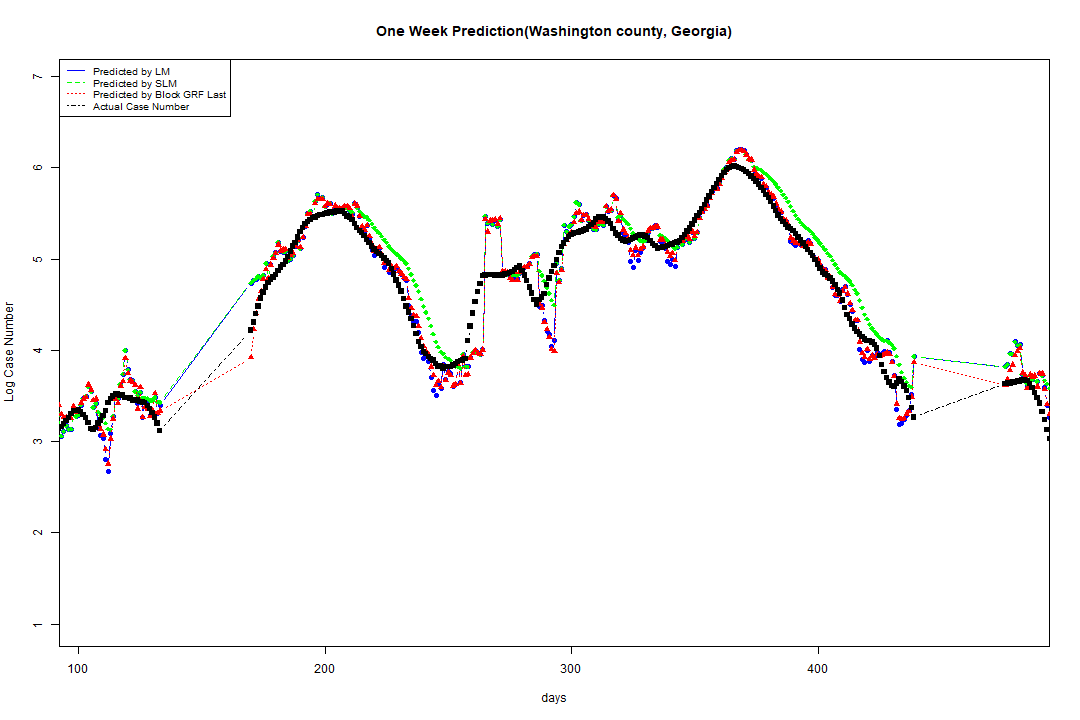 One Week Prediction(Washington county, Georgia)
Predicted by LM
Predicted by SLM
Predicted by Block GRF Last
Actual Case Number
Log Case Number
7
6
5
4
3
2
1
100 200 300 400
days